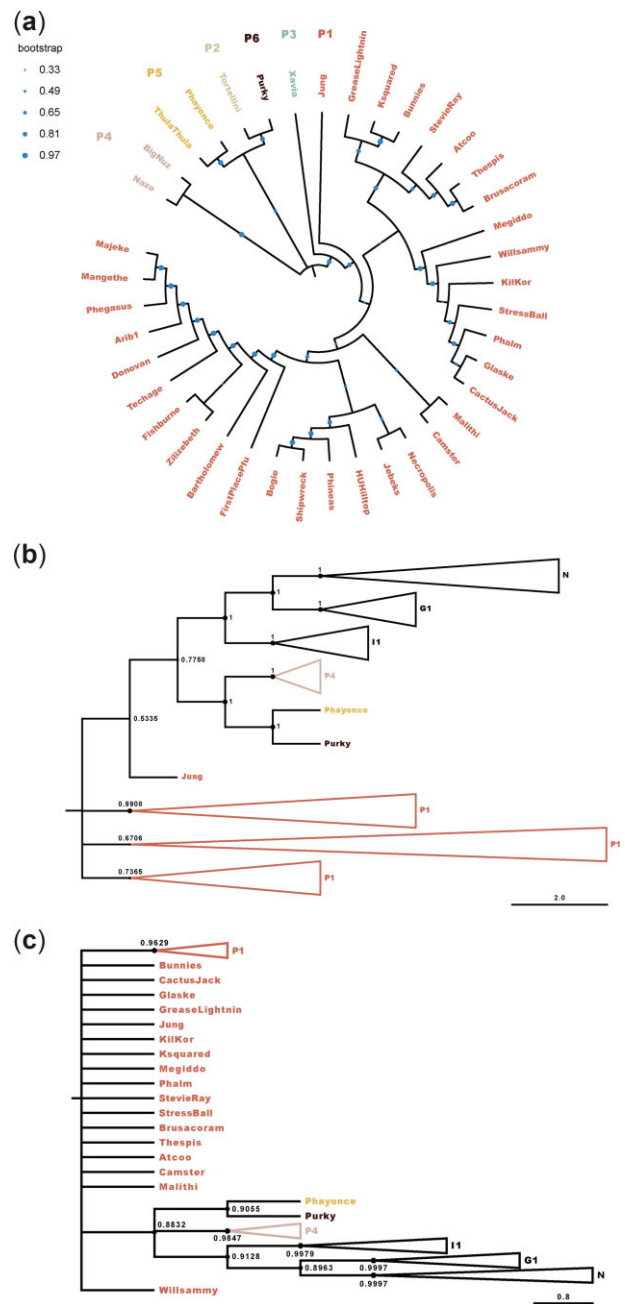 (a)
bootstrap
0.33
0.49
0.65
0.81
0.97
P4
P5
P2
P6
P3
P1
Nazo
BigNuz
ThulaThula
Phayonce
Tortellini
Purky
Xavia
Jung
GreaseLightnin
Ksquared
Bunnies
StevieRay
Atcoo
Thespis
Brusacoram
Megiddo
Willsammy
KilKor
StressBall
Phalm
Glaske
CactusJack
Malithi
Camster
Necropolis
Jebeks
HUHilltop
Phineas
Shipwreck
Bogie
FirstPlacePfu
Bartholomew
Zilizebeth
Fishburne
Techage
Donovan
Arib1
Phegasus
Mangethe
Majeke
(b)
1
N
1
1
G1
1
1
I1
0.7758
1
P4
1
Phayonce
1
Purky
0.5335
Jung
0.9908
P1
0.6706
P1
0.7365
P1
2.0
(c)
0.9629
P1
Bunnies
CactusJack
Glaske
GreaseLightnin
Jung
KilKor
Ksquared
Megiddo
Phalm
StevieRay
StressBall
Brusacoram
Thespis
Atcoo
Camster
Malithi
Phayonce
0.9055
Purky
0.8832
P4
0.9847
I1
0.9979
0.9128
G1
0.8963
0.9997
N
0.9997
Willsammy
0.8